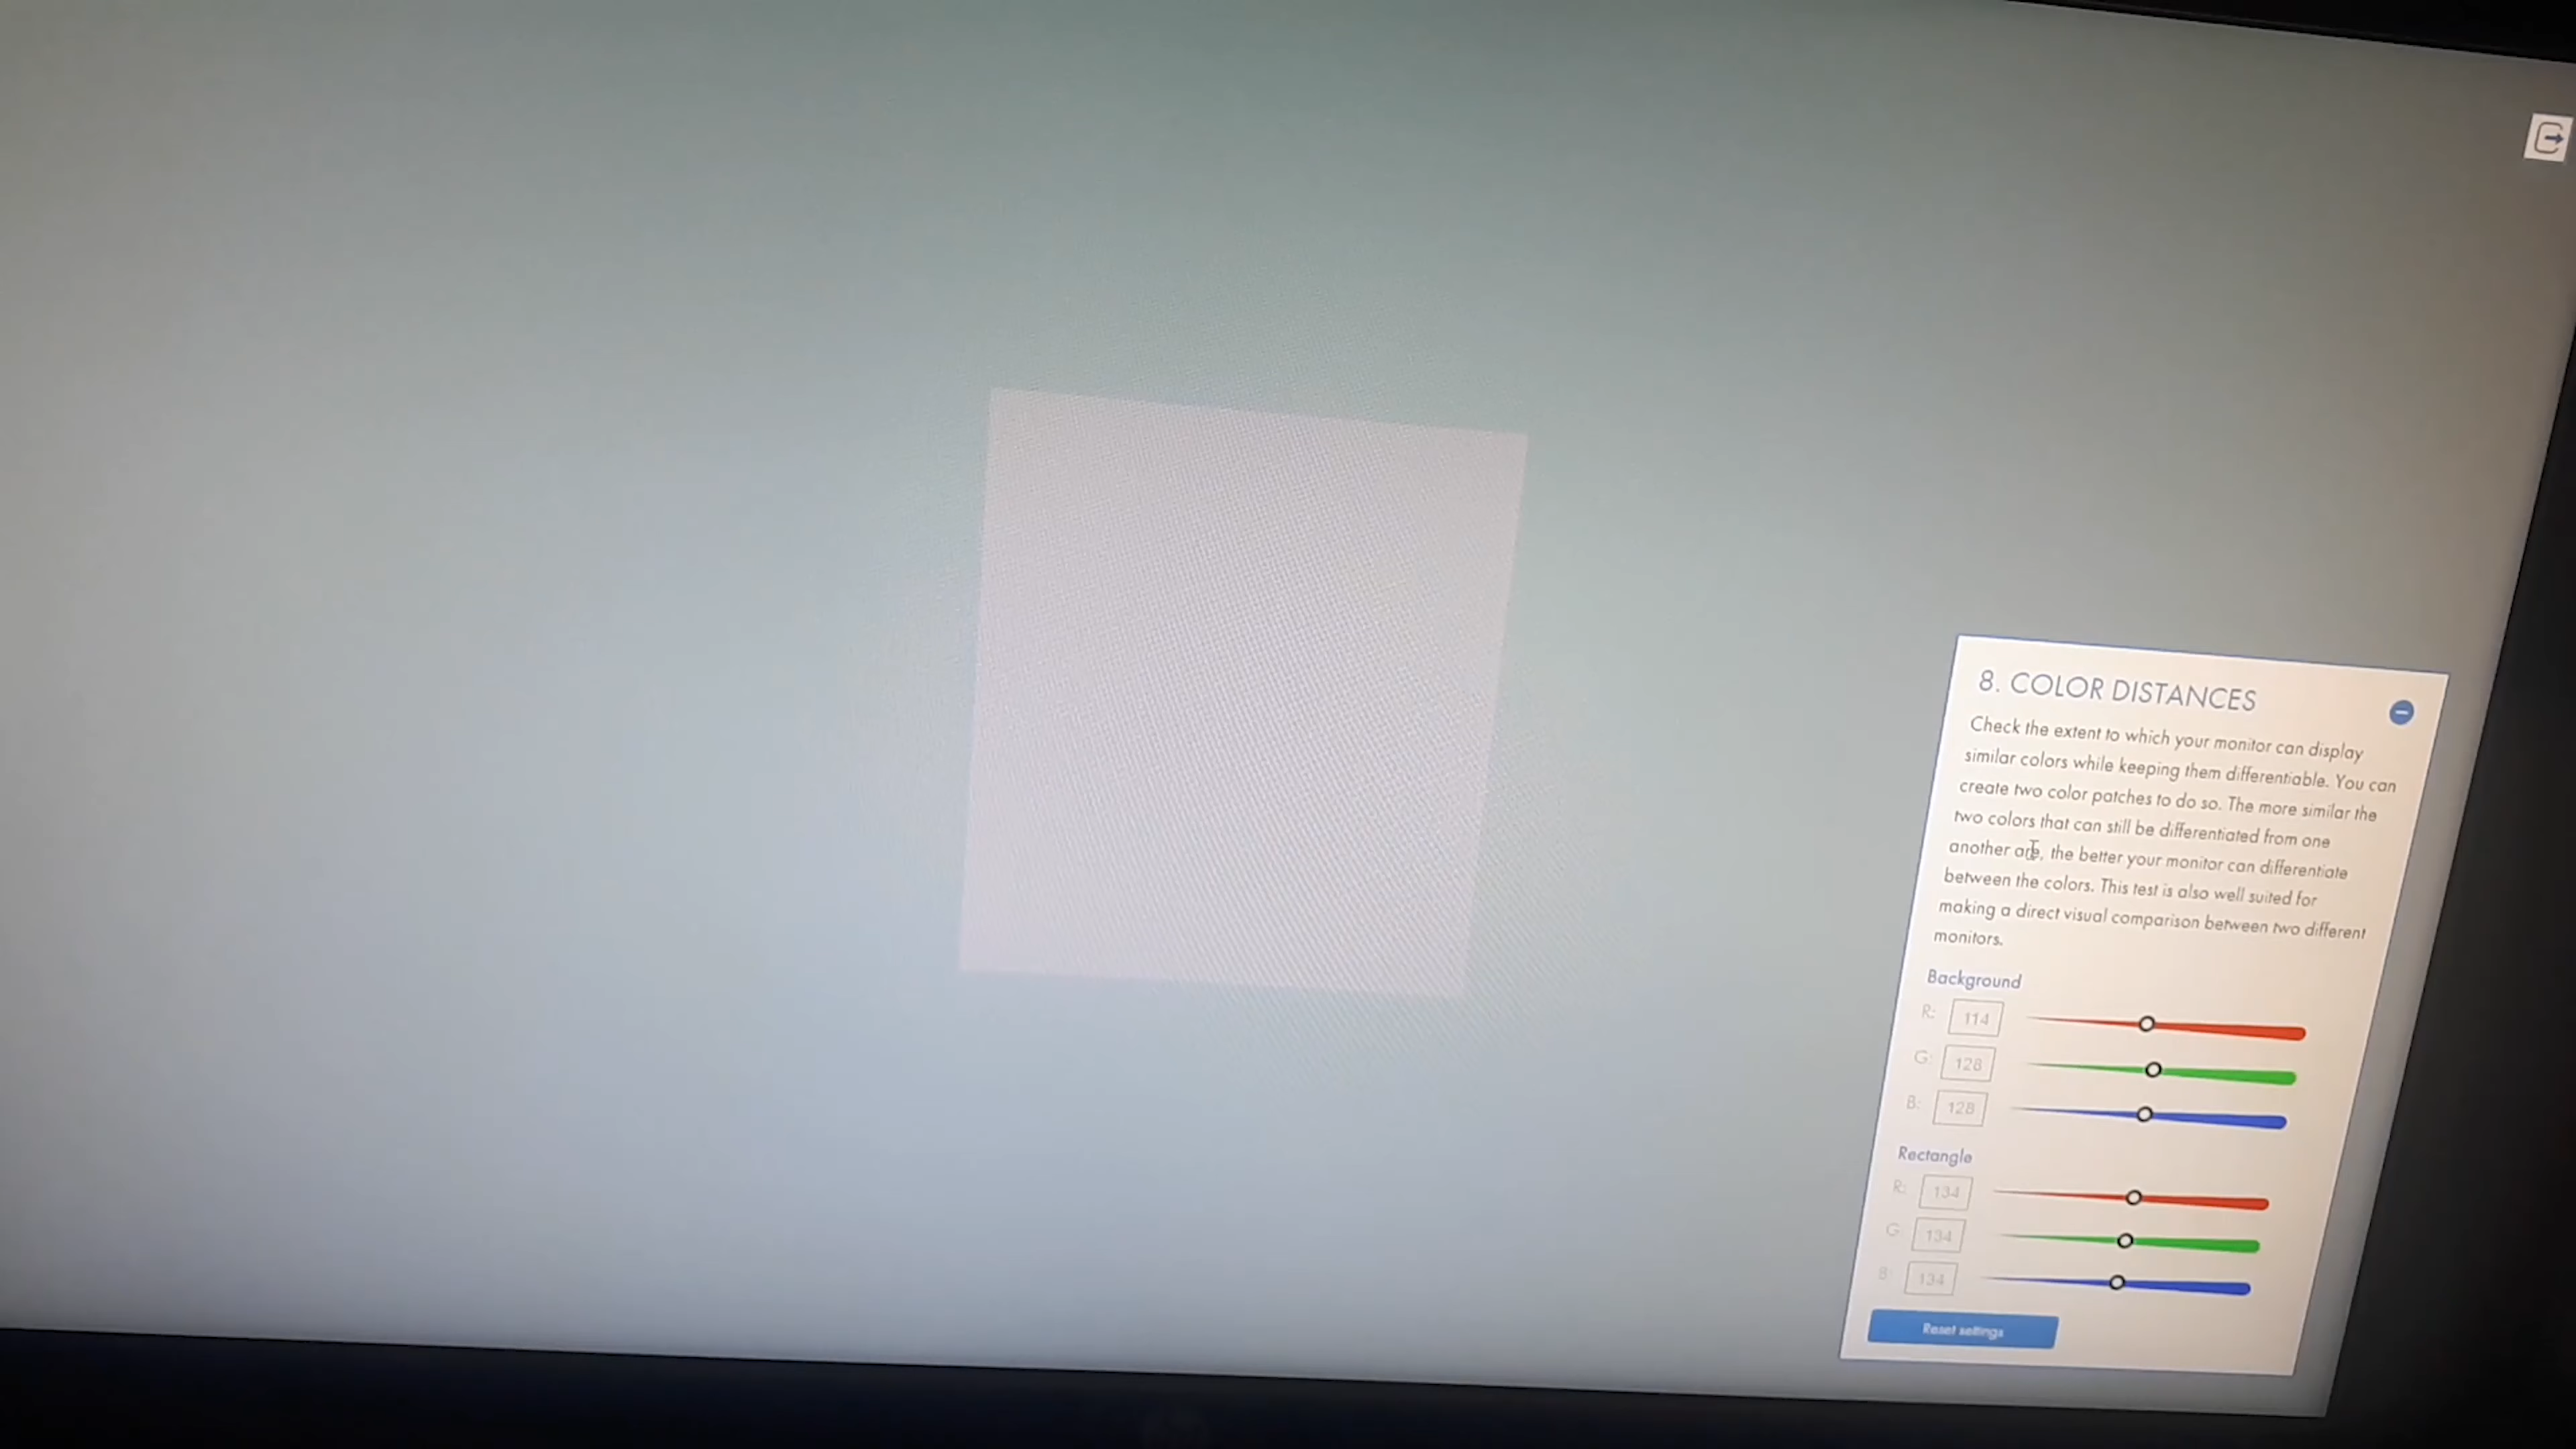 8. COLOR DISTANCES
Check the extent to which your monitor can display
similar colors while keeping them differentiable. You can
create two color patches to do so. The more similar the
two colors that can still be differentiated from one
another are, the better your monitor can differentiate
between the colors. This test is also well suited for
making a direct visual comparison between two different
monitors.
Background
R: 114
G: 128
B: 128
Rectangle
R: 134
G: 134
B: 134
Reset settings